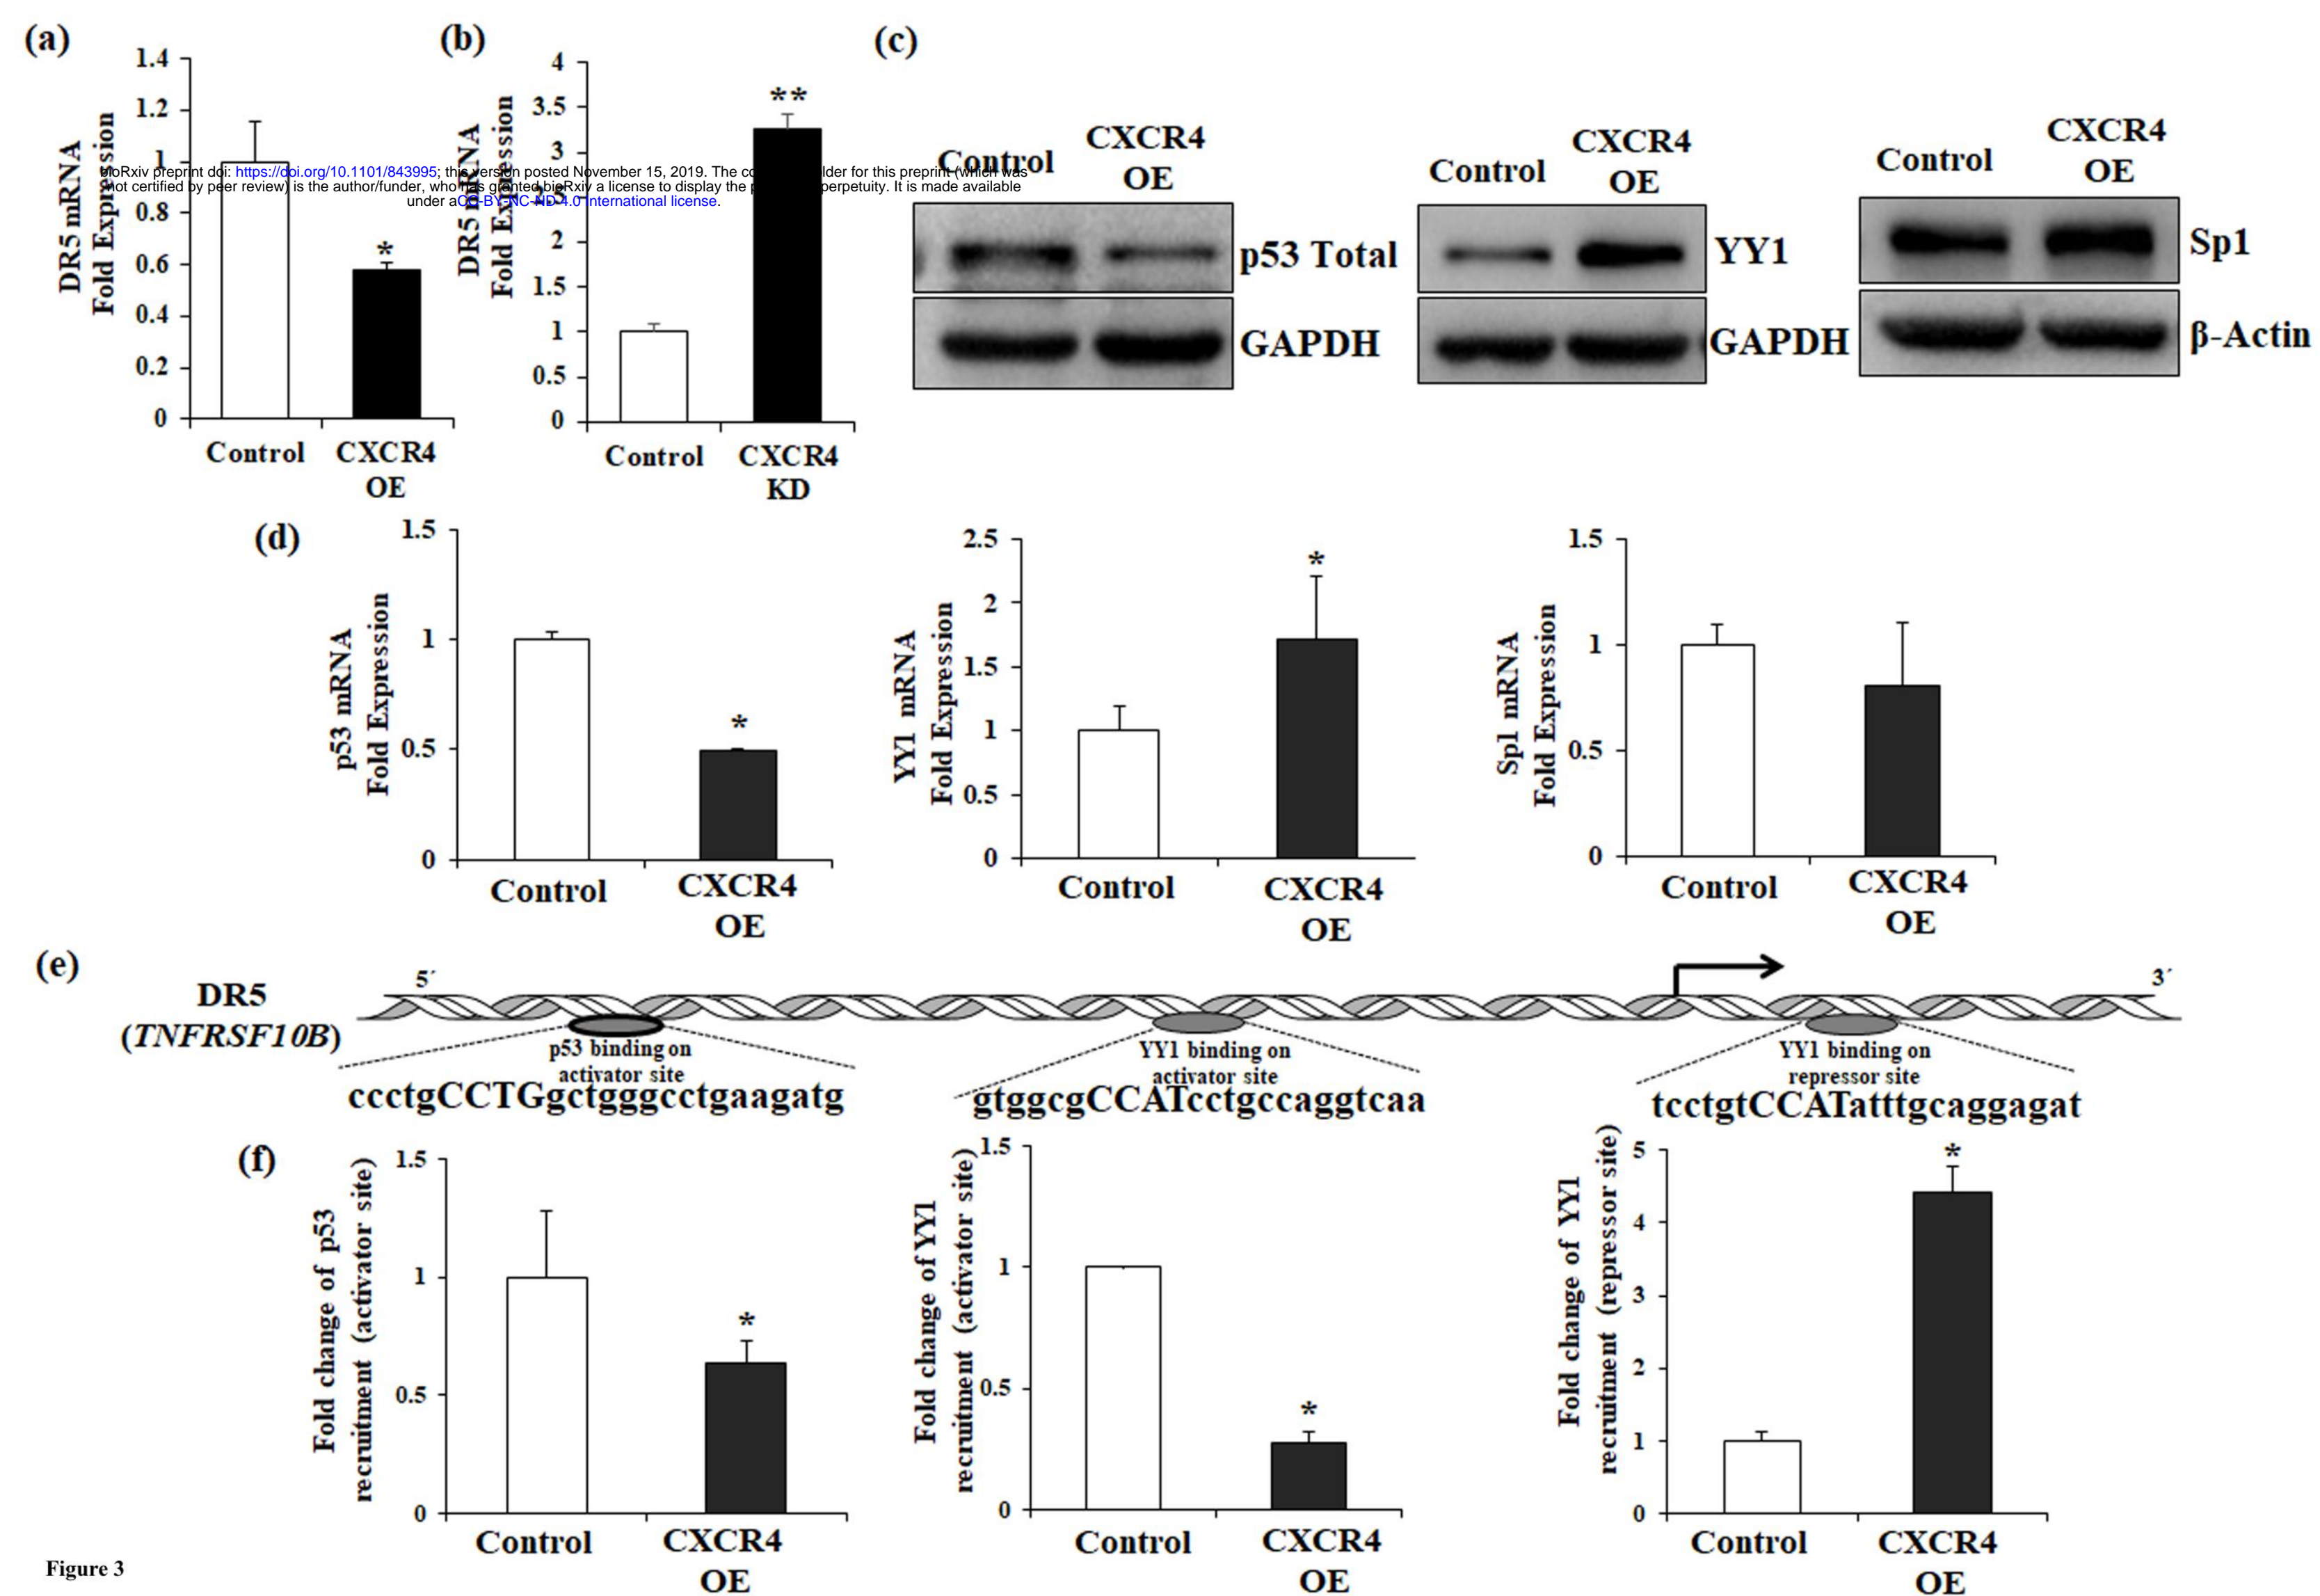 (a)
DR5 mRNA
Fold Expression
1.4
1.2
1
0.8
0.6
0.4
0.2
0
*
Control
CXCR4
OE
(b)
DR5 mRNA
Fold Expression
4
3.5
3
2.5
2
1.5
1
0.5
0
**
Control
CXCR4
KD
bioRxiv preprint doi: https://doi.org/10.1101/843995; this version posted November 15, 2019. The co lder for this preprint (which was
not certified by peer review) is the author/funder, who has granted bioRxiv a license to display the p perpetuity. It is made available
under aCC-BY-NC-ND 4.0 International license.
(c)
Control
CXCR4
OE
p53 Total
GAPDH
Control
CXCR4
OE
YY1
GAPDH
Control
CXCR4
OE
Sp1
β-Actin
(d)
p53 mRNA
Fold Expression
1.5
1
0.5
0
*
Control
CXCR4
OE
YY1 mRNA
Fold Expression
2.5
2
1.5
1
0.5
0
*
Control
CXCR4
OE
Sp1 mRNA
Fold Expression
1.5
1
0.5
0
Control
CXCR4
OE
(e)
DR5
(TNFRSF10B)
5´
3´
p53 binding on
activator site
ccctgCCTGgctgggcctgaagatg
YY1 binding on
activator site
gtggcgCCATcctgccaggtcaa
YY1 binding on
repressor site
tcctgtCCATatttgcaggagat
(f)
Fold change of p53
recruitment (activator site)
1.5
1
0.5
0
*
Control
CXCR4
OE
Fold change of YY1
recruitment (activator site)
1.5
1
0.5
0
*
Control
CXCR4
OE
Fold change of YY1
recruitment (repressor site)
5
4
3
2
1
0
*
Control
CXCR4
OE
Figure 3